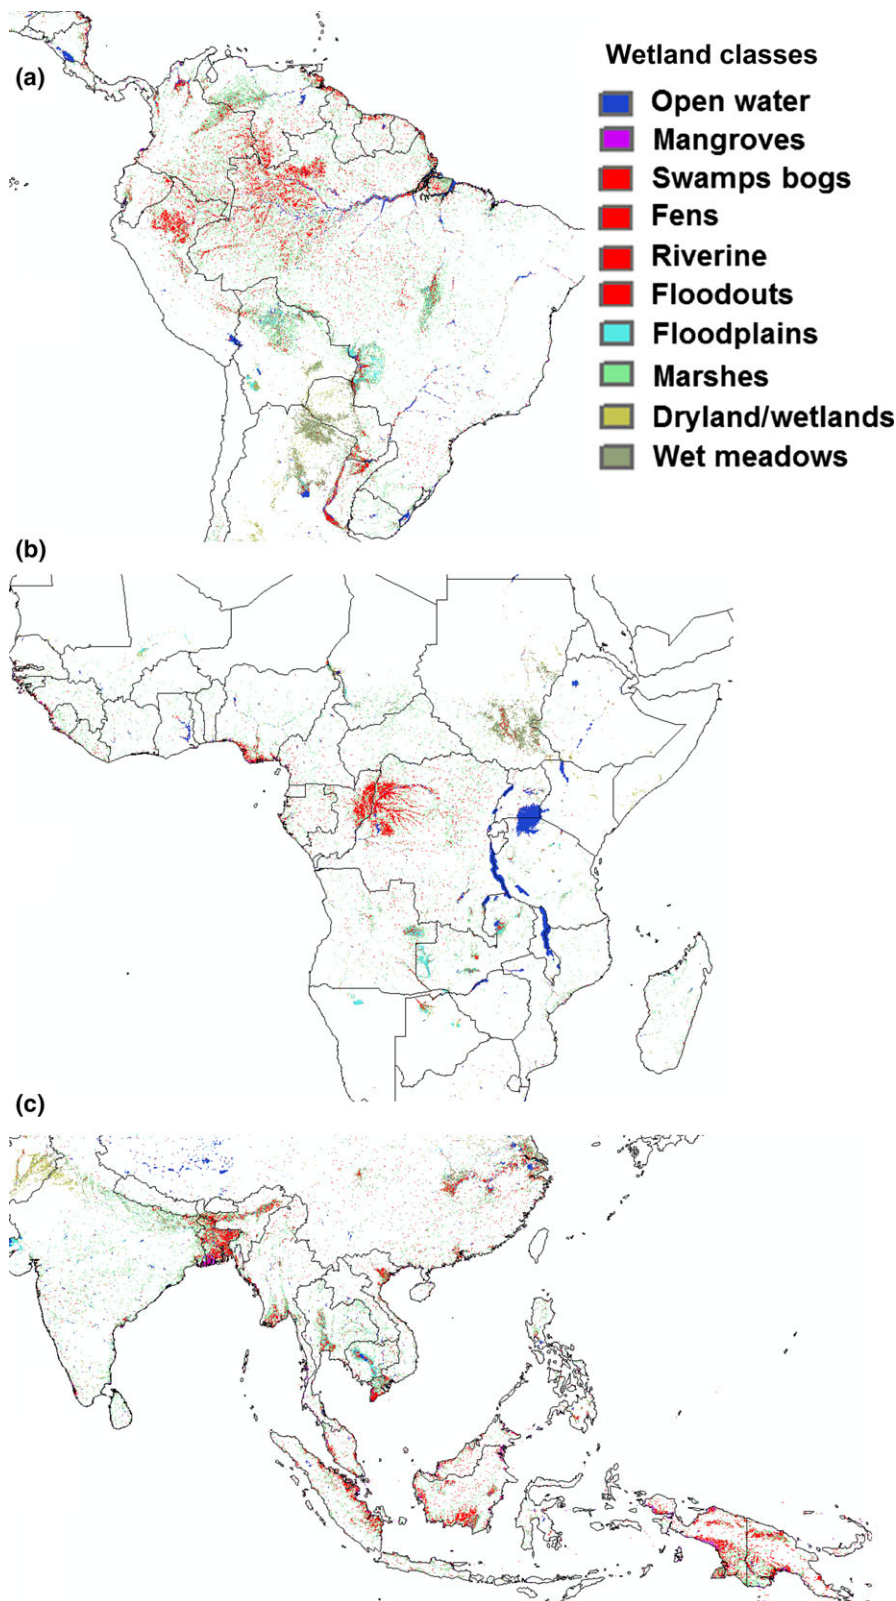 (a)
Wetland classes
Open water
Mangroves
Swamps bogs
Fens
Riverine
Floodouts
Floodplains
Marshes
Dryland/wetlands
Wet meadows
(b)
(c)